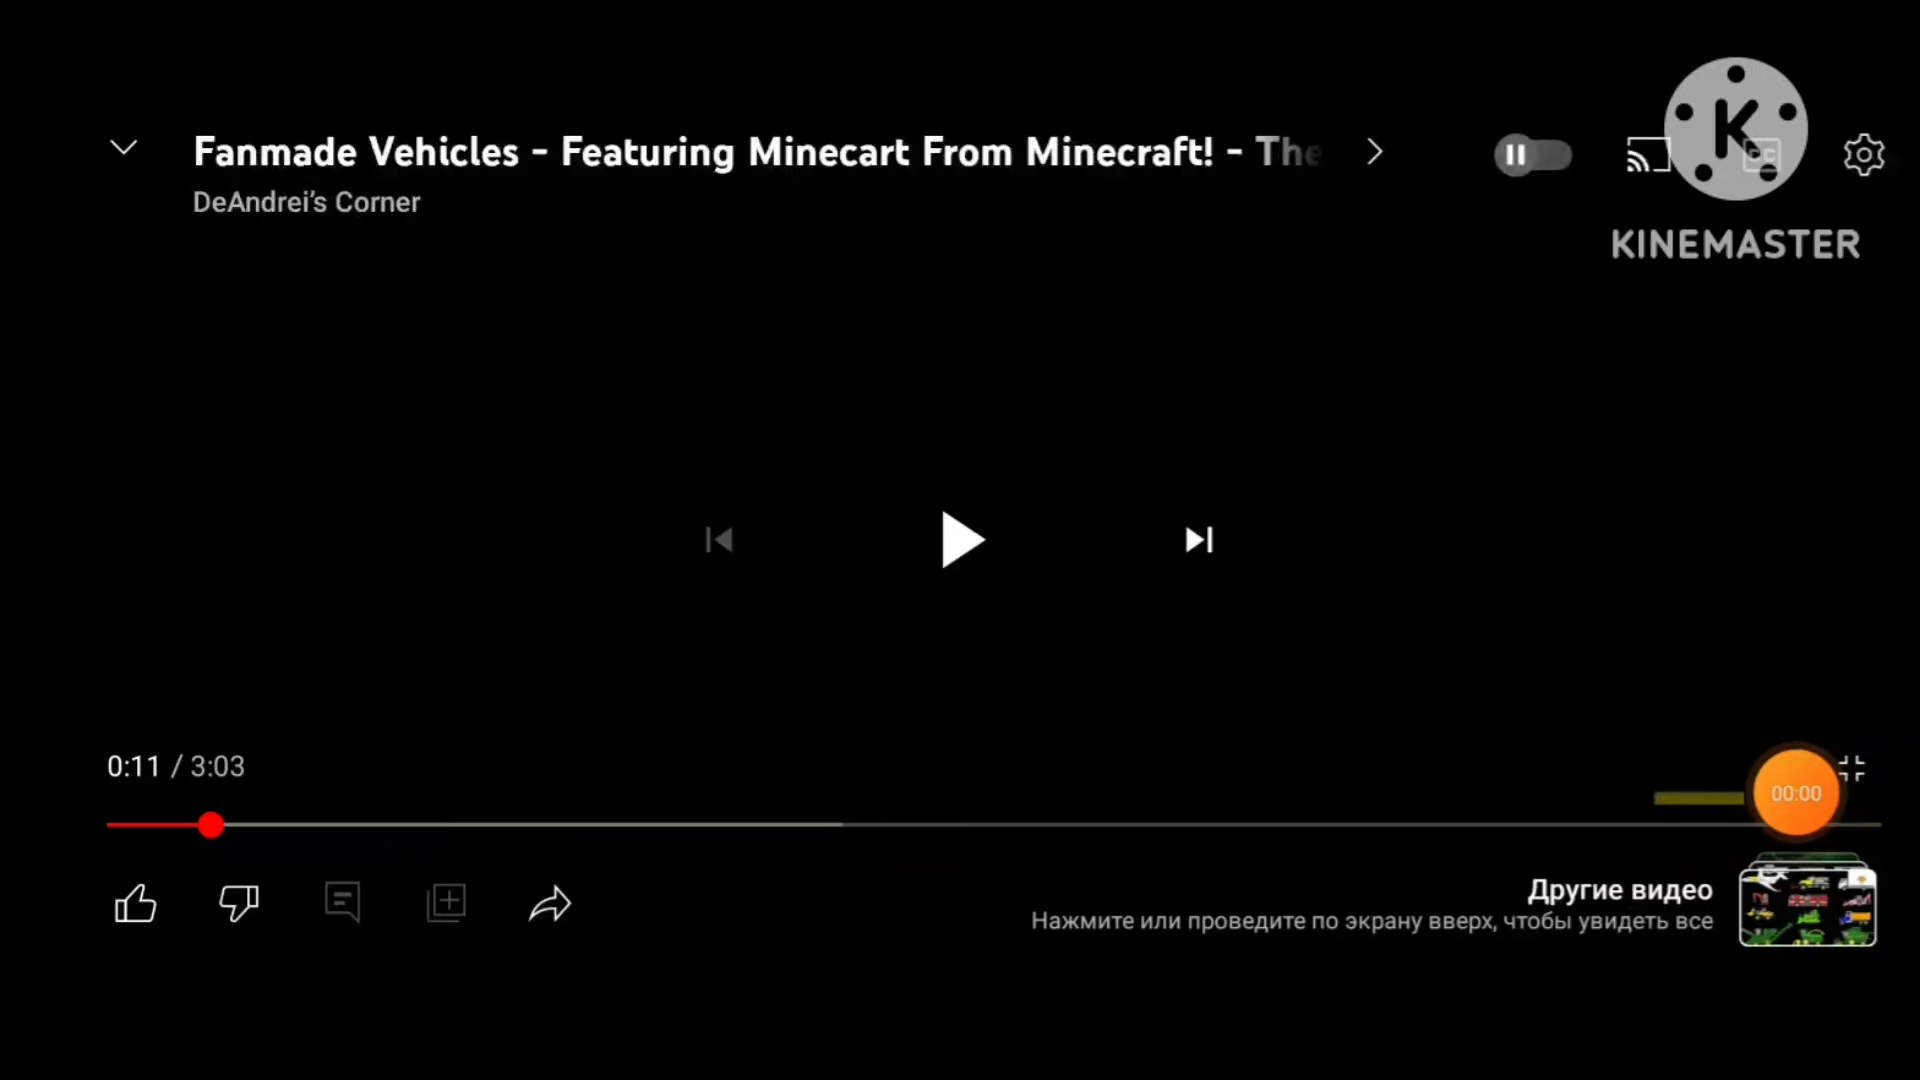 Fanmade Vehicles - Featuring Minecart From Minecraft! - The
DeAndrei's Corner
K
CC
KINEMASTER
0:11 / 3:03
00:00
Другие видео
Нажмите или проведите по экрану вверх, чтобы увидеть все